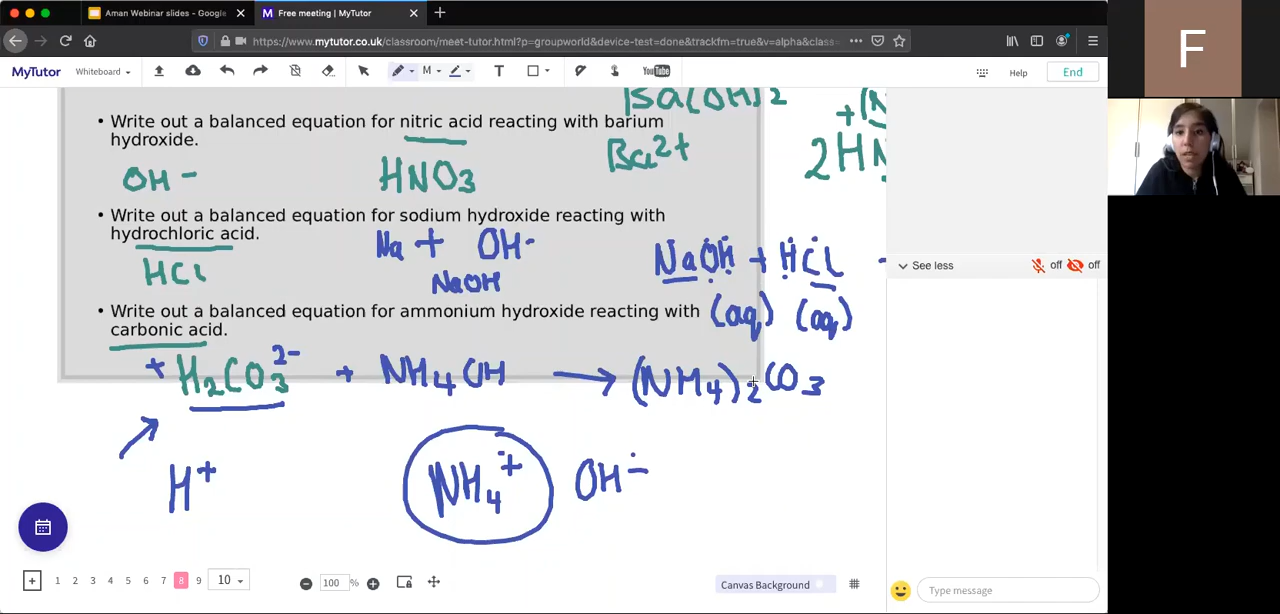 Aman Webinar slides - Google
Free meeting | MyTutor
https://www.mytutor.co.uk/classroom/meet-tutor.html?p=groupworld&device-test=done&trackfm=true&v=alpha&class=
MyTutor
Whiteboard
M
T
YouTube
Help
End
F
Ba(OH)2
• Write out a balanced equation for nitric acid reacting with barium
hydroxide.
+(N
Ba2+
2HN
OH -
HNO3
• Write out a balanced equation for sodium hydroxide reacting with
hydrochloric acid.
Na + OH-
NaOH + HCl
HCl
NaOH
(aq) (aq)
See less
off
off
• Write out a balanced equation for ammonium hydroxide reacting with
carbonic acid.
+ H2CO3 2- + NH4OH → (NH4)2CO3
H+
NH4+
OH-
1 2 3 4 5 6 7 8 9 10
100 %
Canvas Background
Type message